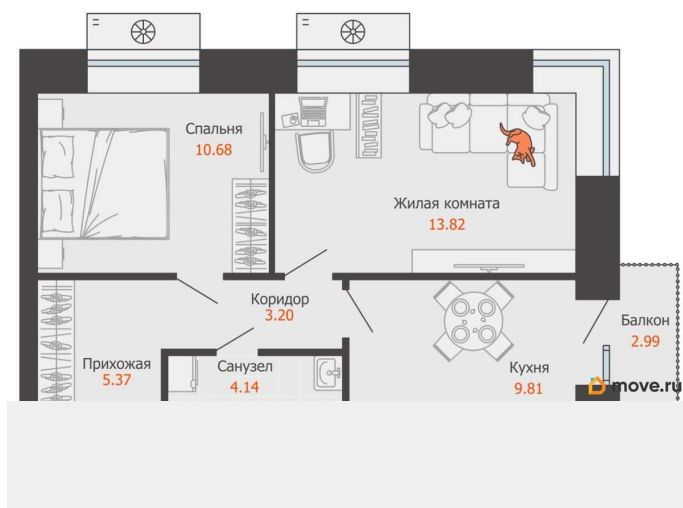 Спальня
10.68
Жилая комната
13.82
Коридор
3.20
Балкон
2.99
Прихожая
5.37
Санузел
4.14
Кухня
9.81
move.ru